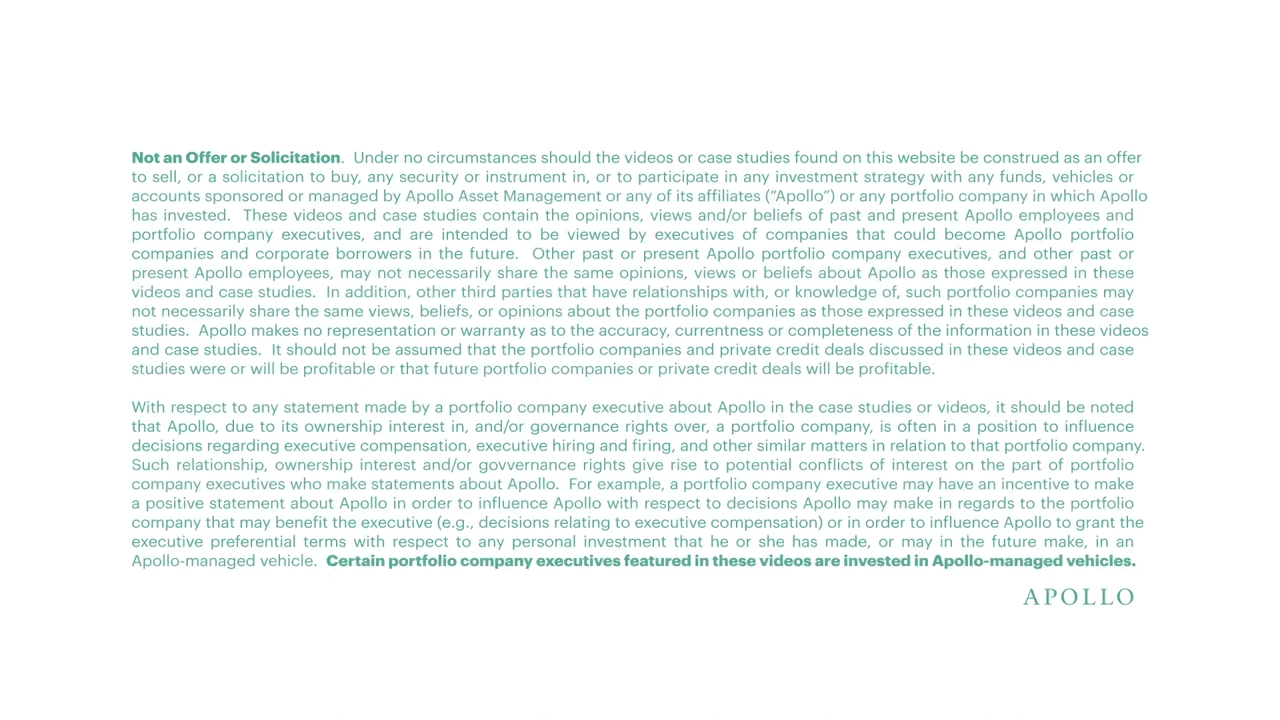 Not an Offer or Solicitation.  Under no circumstances should the videos or case studies found on this website be construed as an offer
to sell, or a solicitation to buy, any security or instrument in, or to participate in any investment strategy with any funds, vehicles or
accounts sponsored or managed by Apollo Asset Management or any of its affiliates (“Apollo”) or any portfolio company in which Apollo
has invested.  These videos and case studies contain the opinions, views and/or beliefs of past and present Apollo employees and
portfolio company executives, and are intended to be viewed by executives of companies that could become Apollo portfolio
companies and corporate borrowers in the future.  Other past or present Apollo portfolio company executives, and other past or
present Apollo employees, may not necessarily share the same opinions, views or beliefs about Apollo as those expressed in these
videos and case studies.  In addition, other third parties that have relationships with, or knowledge of, such portfolio companies may
not necessarily share the same views, beliefs, or opinions about the portfolio companies as those expressed in these videos and case
studies.  Apollo makes no representation or warranty as to the accuracy, currentness or completeness of the information in these videos
and case studies.  It should not be assumed that the portfolio companies and private credit deals discussed in these videos and case
studies were or will be profitable or that future portfolio companies or private credit deals will be profitable.
With respect to any statement made by a portfolio company executive about Apollo in the case studies or videos, it should be noted
that Apollo, due to its ownership interest in, and/or governance rights over, a portfolio company, is often in a position to influence
decisions regarding executive compensation, executive hiring and firing, and other similar matters in relation to that portfolio company.
Such relationship, ownership interest and/or govvernance rights give rise to potential conflicts of interest on the part of portfolio
company executives who make statements about Apollo.  For example, a portfolio company executive may have an incentive to make
a positive statement about Apollo in order to influence Apollo with respect to decisions Apollo may make in regards to the portfolio
company that may benefit the executive (e.g., decisions relating to executive compensation) or in order to influence Apollo to grant the
executive preferential terms with respect to any personal investment that he or she has made, or may in the future make, in an
Apollo-managed vehicle.  Certain portfolio company executives featured in these videos are invested in Apollo-managed vehicles.
APOLLO